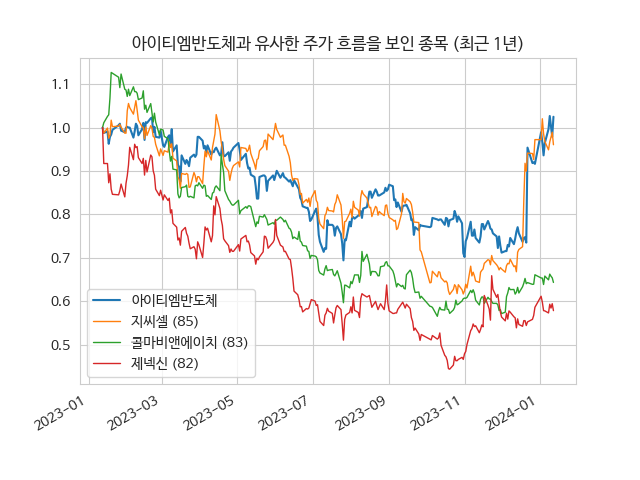 아이티엠반도체과 유사한 주가 흐름을 보인 종목 (최근 1년)
1.1
1.0
0.9
0.8
0.7
0.6
0.5
아이티엠반도체
지씨셀 (85)
콜마비앤에이치 (83)
제넥신 (82)
2023-01
2023-03
2023-05
2023-07
2023-09
2023-11
2024-01